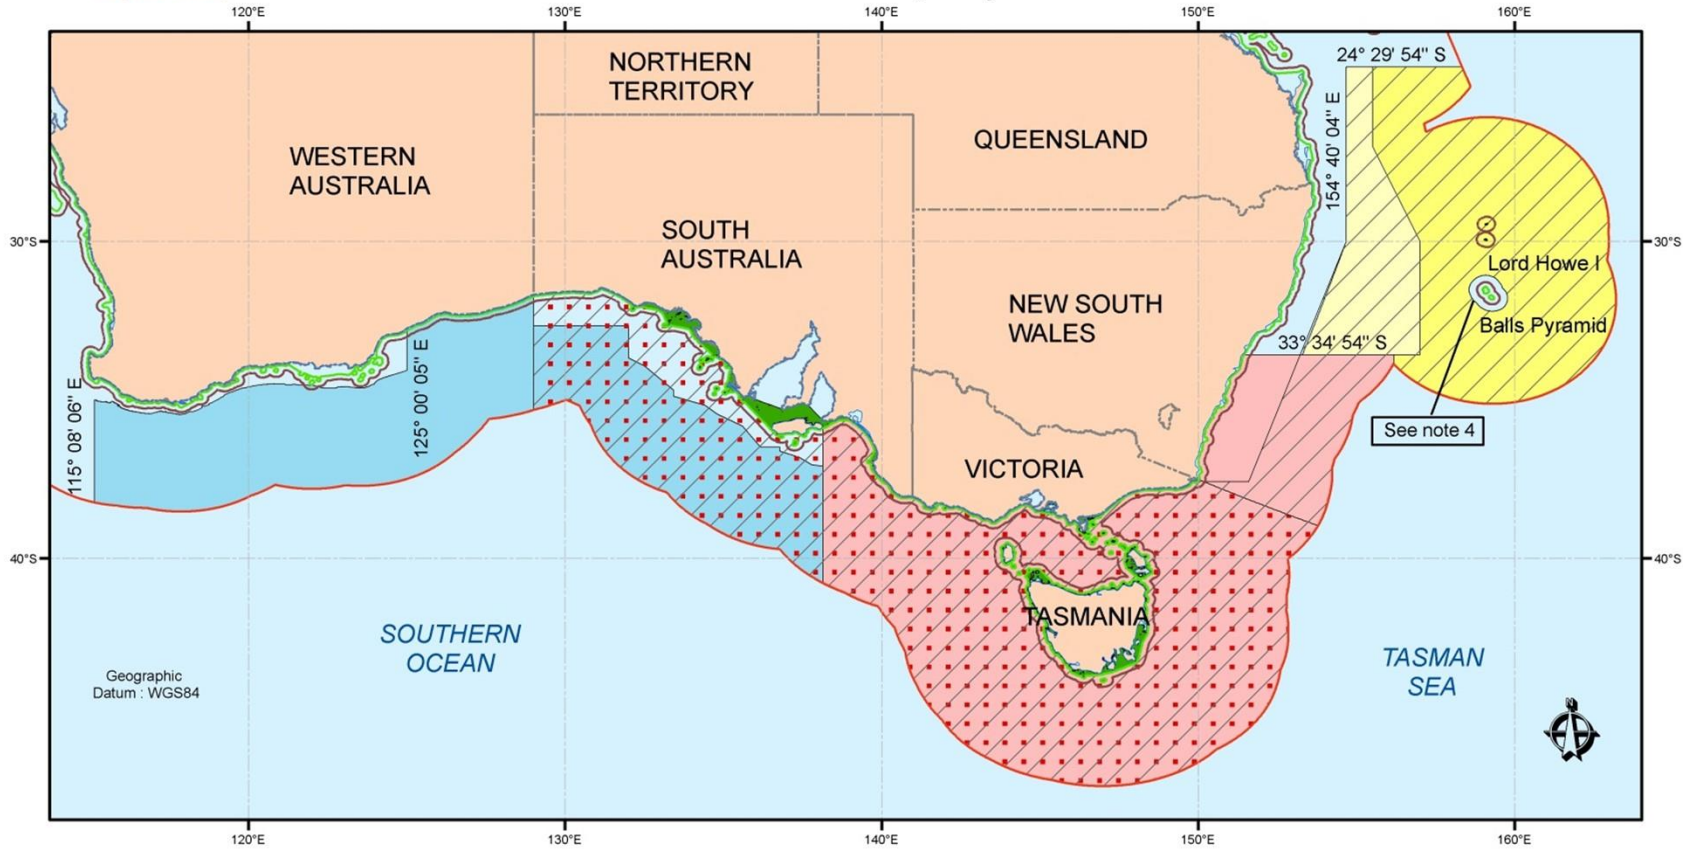 120°E
130°E
140°E
150°E
160°E
24° 29' 54" S
NORTHERN
TERRITORY
154° 40' 04" E
QUEENSLAND
WESTERN
AUSTRALIA
SOUTH
AUSTRALIA
30°S
30°S
Lord Howe I
NEW SOUTH
WALES
Balls Pyramid
33° 34' 54" S
115° 08' 06" E
125° 00' 05" E
See note 4
VICTORIA
40°S
40°S
TASMANIA
SOUTHERN
OCEAN
TASMAN
SEA
Geographic
Datum : WGS84
N
120°E
130°E
140°E
150°E
160°E